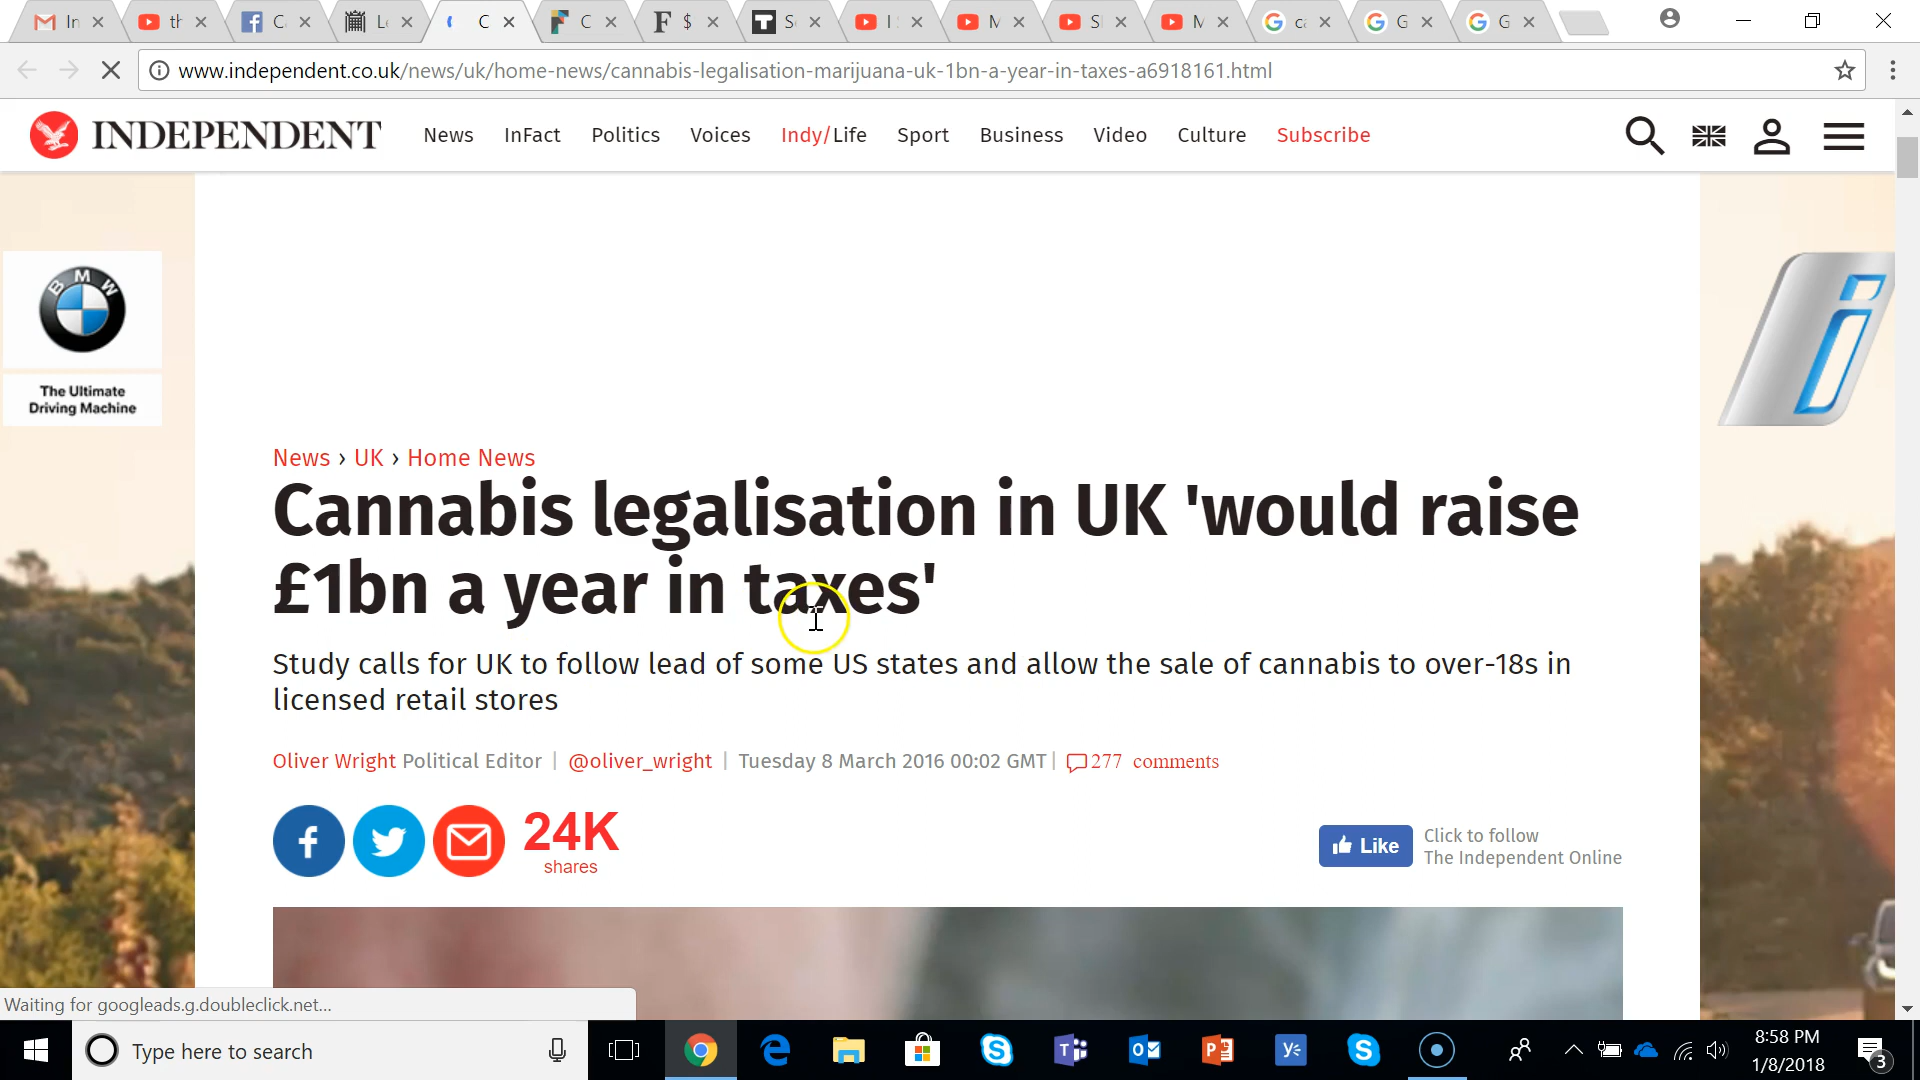 In
th
C
L
C
C
$
S
I
M
S
M
ca
G
G
www.independent.co.uk/news/uk/home-news/cannabis-legalisation-marijuana-uk-1bn-a-year-in-taxes-a6918161.html
INDEPENDENT
News InFact Politics Voices Indy/Life Sport Business Video Culture Subscribe
BMW
The Ultimate
Driving Machine
i
News › UK › Home News
Cannabis legalisation in UK 'would raise
£1bn a year in taxes'
Study calls for UK to follow lead of some US states and allow the sale of cannabis to over-18s in
licensed retail stores
Oliver Wright Political Editor | @oliver_wright | Tuesday 8 March 2016 00:02 GMT | 277 comments
24K
shares
Like
Click to follow
The Independent Online
Waiting for googleads.g.doubleclick.net...
Type here to search
8:58 PM
1/8/2018
3